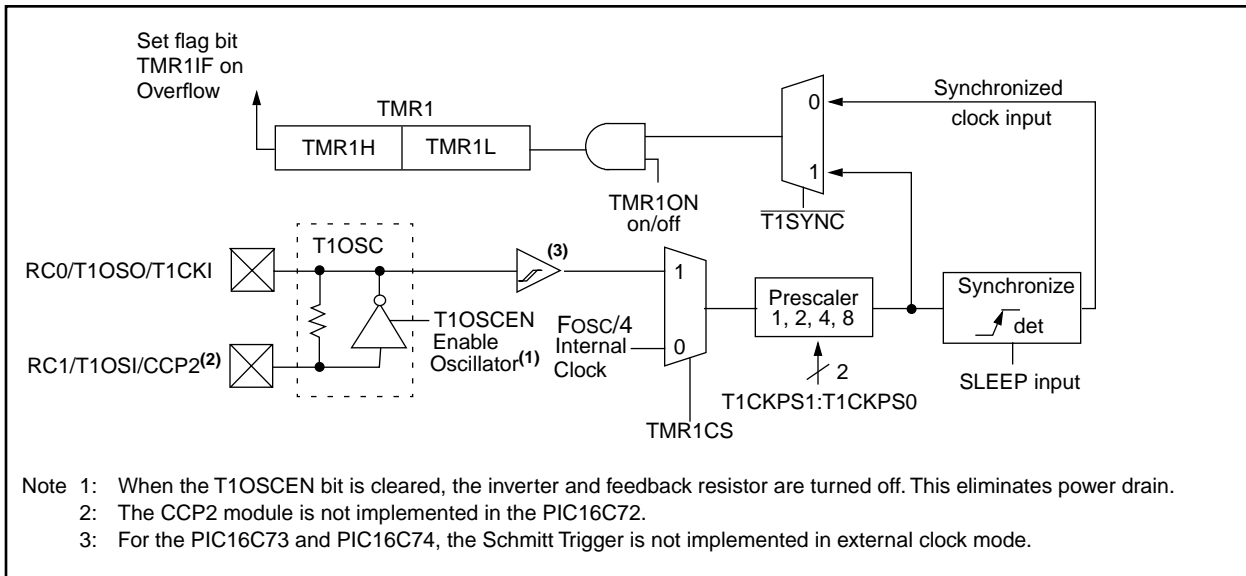 Set flag bit
TMR1IF on
Overflow
TMR1
TMR1H
TMR1L
TMR1ON
on/off
0
1
T1SYNC
Synchronized
clock input
RC0/T1OSO/T1CKI
RC1/T1OSI/CCP2(2)
T1OSC
T1OSCEN
Enable
Oscillator(1)
(3)
FOSC/4
Internal
Clock
1
0
TMR1CS
Prescaler
1, 2, 4, 8
2
T1CKPS1:T1CKPS0
Synchronize
det
SLEEP input
Note 1: When the T1OSCEN bit is cleared, the inverter and feedback resistor are turned off. This eliminates power drain.
2: The CCP2 module is not implemented in the PIC16C72.
3: For the PIC16C73 and PIC16C74, the Schmitt Trigger is not implemented in external clock mode.